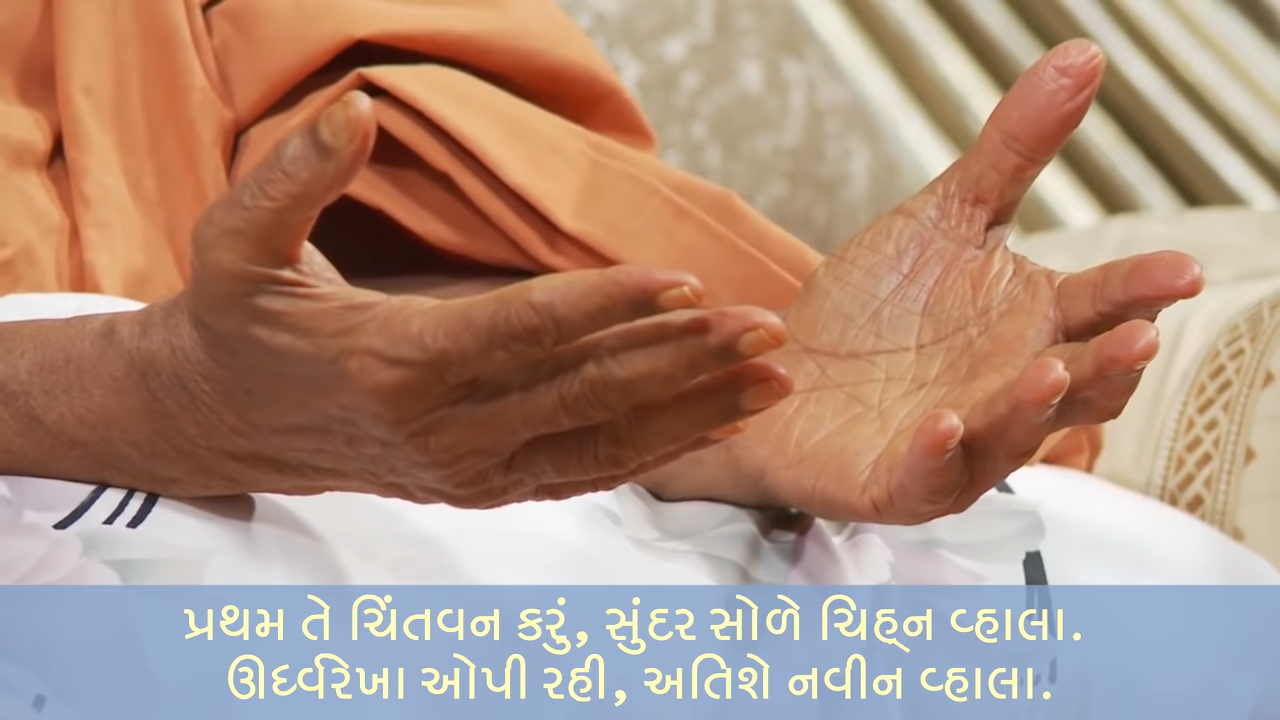 પ્રથમ તે ચિંતવન કરું, સુંદર સોળે ચિહ્ન વ્હાલા.
ઊર્ધ્વરેખા ઓપી રહી, અતિશે નવીન વ્હાલા.